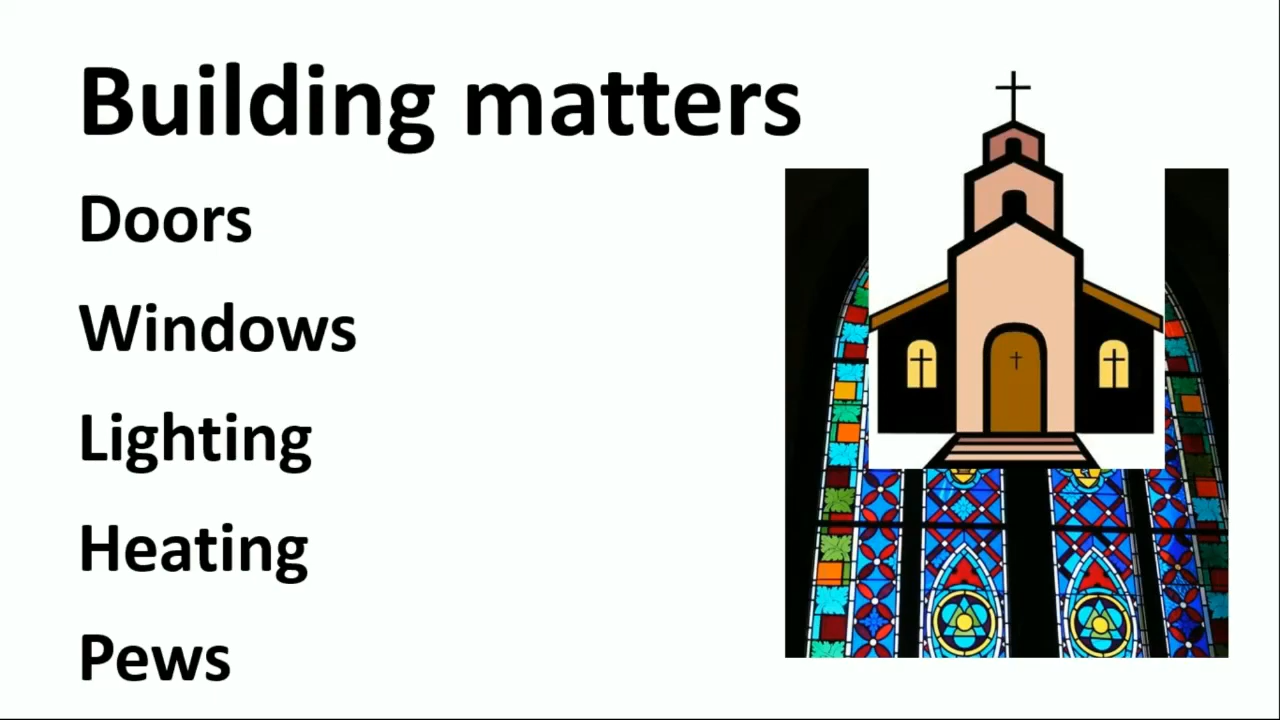 Building matters
Doors
Windows
Lighting
Heating
Pews